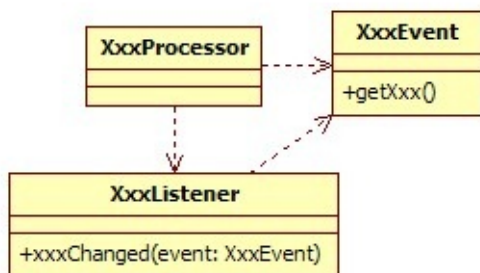 XxxProcessor
XxxEvent
+getXxx()
XxxListener
+xxxChanged(event: XxxEvent)